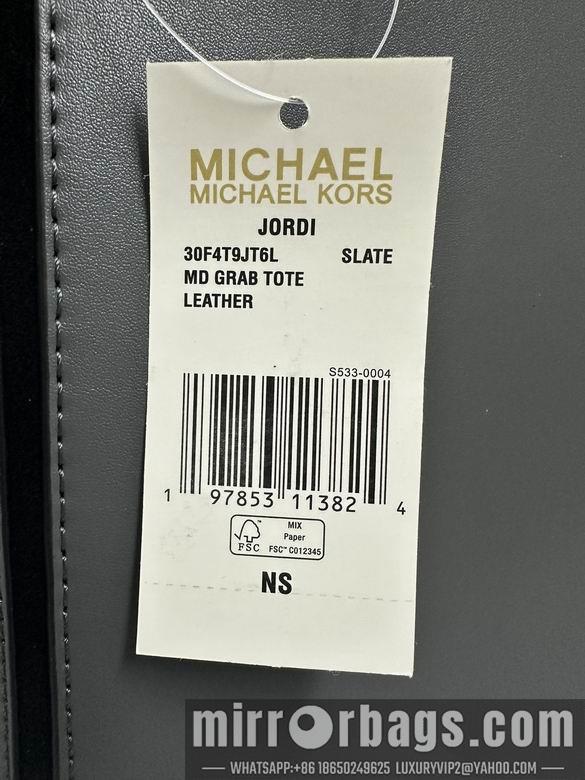 MICHAEL
MICHAEL KORS
JORDI
30F4T9JT6L SLATE
MD GRAB TOTE
LEATHER
S533-0004
1 97853 11382 4
FSC™
MIX
Paper
FSC™ C012345
NS
mirrorbags.com
WHATSAPP:+86 18650249625 LUXURYVIP2@YAHOO.COM